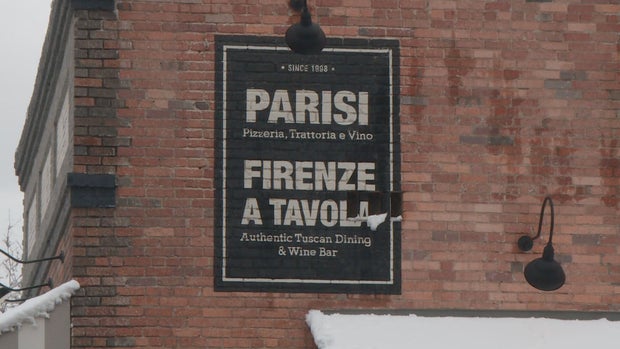 • SINCE 1998 •
PARISI
Pizzeria, Trattoria e Vino
FIRENZE
A TAVOLA
Authentic Tuscan Dining
& Wine Bar